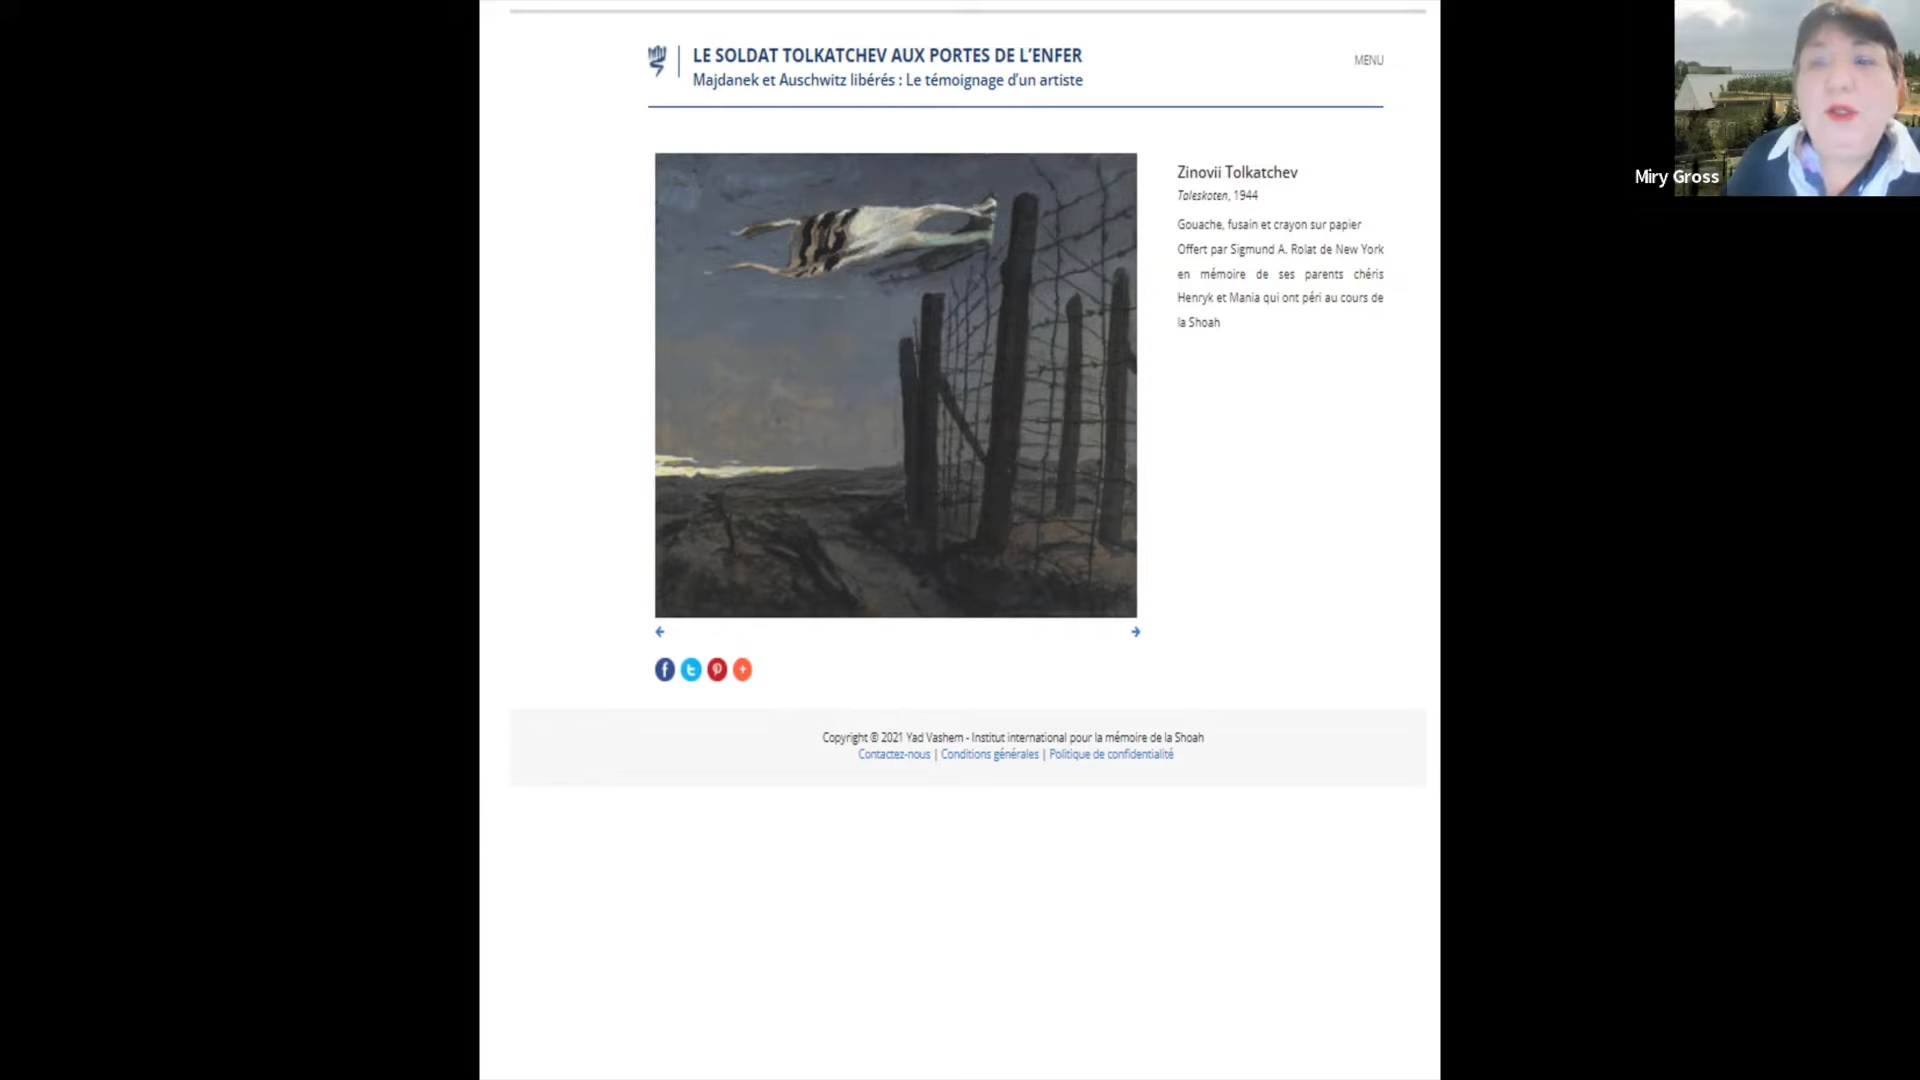 LE SOLDAT TOLKATCHEV AUX PORTES DE L'ENFER
Majdanek et Auschwitz libérés : Le témoignage d'un artiste
MENU
Miry Gross
Zinovii Tolkatchev
Taleskoten, 1944
Gouache, fusain et crayon sur papier
Offert par Sigmund A. Rolat de New York
en mémoire de ses parents chéris
Henryk et Mania qui ont péri au cours de
la Shoah
Copyright © 2021 Yad Vashem - Institut international pour la mémoire de la Shoah
Contactez-nous | Conditions générales | Politique de confidentialité